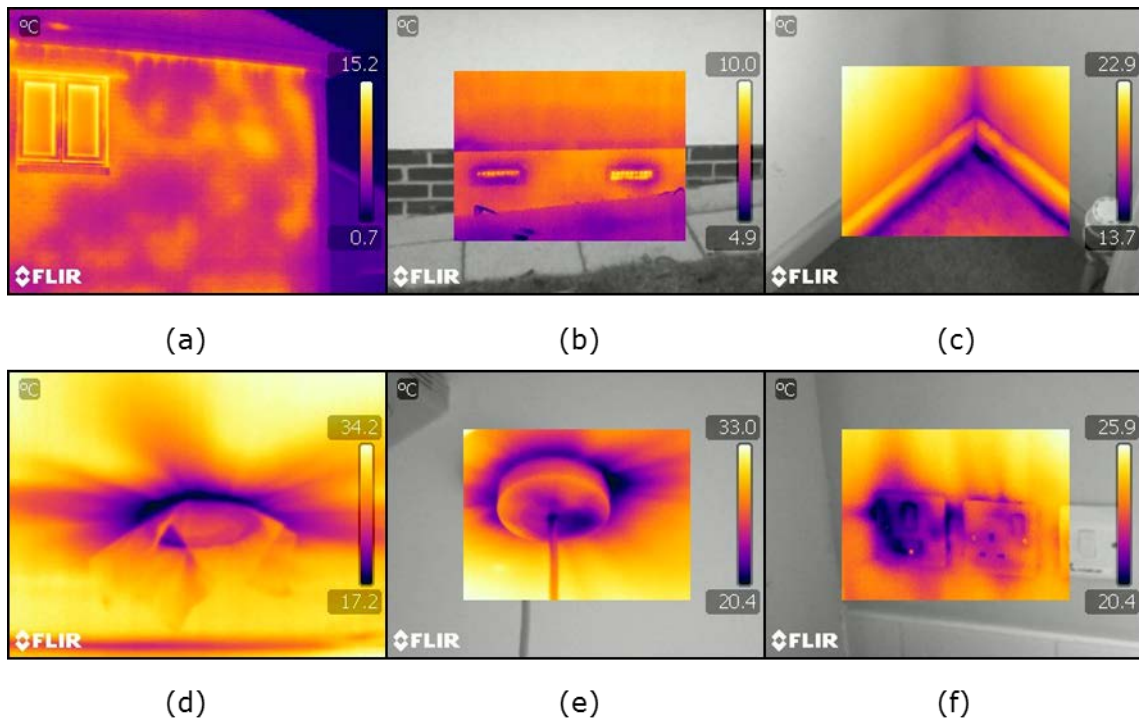 °C
15.2
0.7
FLIR
(a)
°C
10.0
4.9
FLIR
(b)
°C
22.9
13.7
FLIR
(c)
°C
34.2
17.2
FLIR
(d)
°C
33.0
20.4
FLIR
(e)
°C
25.9
20.4
FLIR
(f)